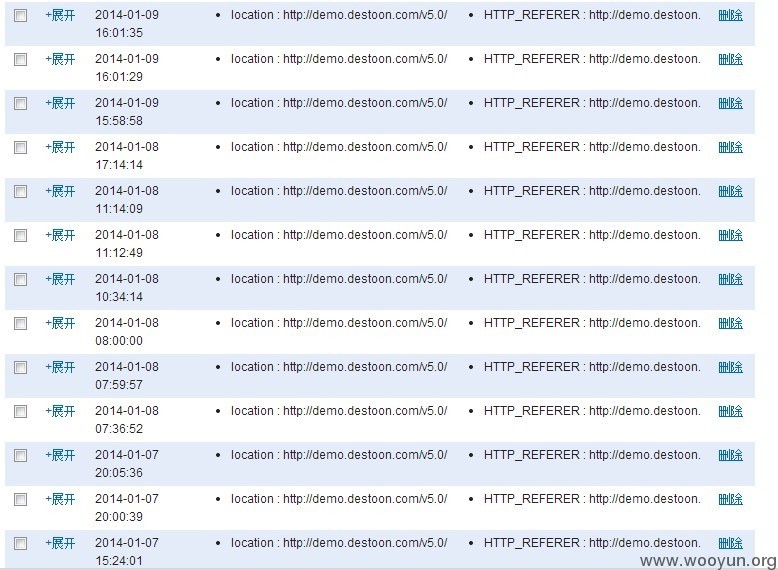 +展开 2014-01-09 • location : http://demo.destoon.com/v5.0/ • HTTP_REFERER : http://demo.destoon. 删除
16:01:35
+展开 2014-01-09 • location : http://demo.destoon.com/v5.0/ • HTTP_REFERER : http://demo.destoon. 删除
16:01:29
+展开 2014-01-09 • location : http://demo.destoon.com/v5.0/ • HTTP_REFERER : http://demo.destoon. 删除
15:58:58
+展开 2014-01-08 • location : http://demo.destoon.com/v5.0/ • HTTP_REFERER : http://demo.destoon. 删除
17:14:14
+展开 2014-01-08 • location : http://demo.destoon.com/v5.0/ • HTTP_REFERER : http://demo.destoon. 删除
11:14:09
+展开 2014-01-08 • location : http://demo.destoon.com/v5.0/ • HTTP_REFERER : http://demo.destoon. 删除
11:12:49
+展开 2014-01-08 • location : http://demo.destoon.com/v5.0/ • HTTP_REFERER : http://demo.destoon. 删除
10:34:14
+展开 2014-01-08 • location : http://demo.destoon.com/v5.0/ • HTTP_REFERER : http://demo.destoon. 删除
08:00:00
+展开 2014-01-08 • location : http://demo.destoon.com/v5.0/ • HTTP_REFERER : http://demo.destoon. 删除
07:59:57
+展开 2014-01-08 • location : http://demo.destoon.com/v5.0/ • HTTP_REFERER : http://demo.destoon. 删除
07:36:52
+展开 2014-01-07 • location : http://demo.destoon.com/v5.0/ • HTTP_REFERER : http://demo.destoon. 删除
20:05:36
+展开 2014-01-07 • location : http://demo.destoon.com/v5.0/ • HTTP_REFERER : http://demo.destoon. 删除
20:00:39
+展开 2014-01-07 • location : http://demo.destoon.com/v5.0/ • HTTP_REFERER : http://demo.destoon. 删除
15:24:01
www.wooyun.org